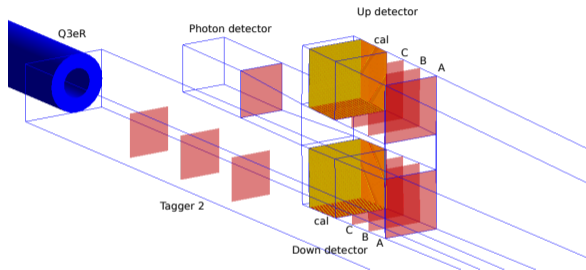 Up detector
Photon detector
Q3eR
cal
C
B
A
Tagger 2
cal
C
B
A
Down detector